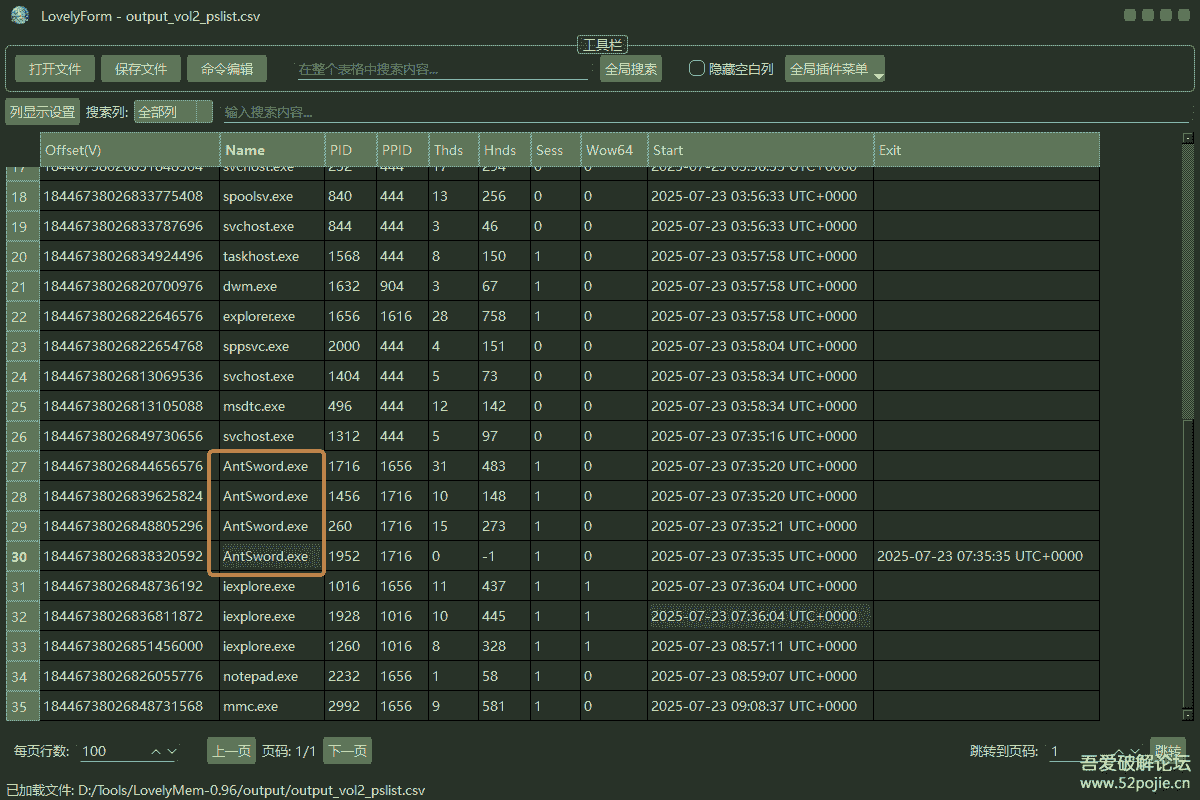 LovelyForm - output_vol2_pslist.csv
工具栏
打开文件 保存文件 命令编辑 在整个表格中搜索内容... 全局搜索 隐藏空白列 全局插件菜单
列显示设置 搜索列: 全部列 输入搜索内容...
Offset(V) Name PID PPID Thds Hnds Sess Wow64 Start Exit
18 18446738026833775408 spoolsv.exe 840 444 13 256 0 0 2025-07-23 03:56:33 UTC+0000
19 18446738026833787696 svchost.exe 844 444 3 46 0 0 2025-07-23 03:56:33 UTC+0000
20 18446738026834924496 taskhost.exe 1568 444 8 150 1 0 2025-07-23 03:57:58 UTC+0000
21 18446738026820700976 dwm.exe 1632 904 3 67 1 0 2025-07-23 03:57:58 UTC+0000
22 18446738026822646576 explorer.exe 1656 1616 28 758 1 0 2025-07-23 03:57:58 UTC+0000
23 18446738026822654768 sppsvc.exe 2000 444 4 151 0 0 2025-07-23 03:58:04 UTC+0000
24 18446738026813069536 svchost.exe 1404 444 5 73 0 0 2025-07-23 03:58:34 UTC+0000
25 18446738026813105088 msdtc.exe 496 444 12 142 0 0 2025-07-23 03:58:34 UTC+0000
26 18446738026849730656 svchost.exe 1312 444 5 97 0 0 2025-07-23 07:35:16 UTC+0000
27 18446738026844656576 AntSword.exe 1716 1656 31 483 1 0 2025-07-23 07:35:20 UTC+0000
28 18446738026839625824 AntSword.exe 1456 1716 10 148 1 0 2025-07-23 07:35:20 UTC+0000
29 18446738026848805296 AntSword.exe 260 1716 15 273 1 0 2025-07-23 07:35:21 UTC+0000
30 18446738026838320592 AntSword.exe 1952 1716 0 -1 1 0 2025-07-23 07:35:35 UTC+0000 2025-07-23 07:35:35 UTC+0000
31 18446738026848736192 iexplore.exe 1016 1656 11 437 1 1 2025-07-23 07:36:04 UTC+0000
32 18446738026836811872 iexplore.exe 1928 1016 10 445 1 1 2025-07-23 07:36:04 UTC+0000
33 18446738026851456000 iexplore.exe 1260 1016 8 328 1 1 2025-07-23 08:57:11 UTC+0000
34 18446738026826055776 notepad.exe 2232 1656 1 58 1 0 2025-07-23 08:59:07 UTC+0000
35 18446738026848731568 mmc.exe 2992 1656 9 581 1 0 2025-07-23 09:08:37 UTC+0000
每页行数: 100 上一页 页码: 1/1 下一页 跳转到页码: 1 跳转
吾爱破解论坛
www.52pojie.cn
已加载文件: D:/Tools/LovelyMem-0.96/output/output_vol2_pslist.csv